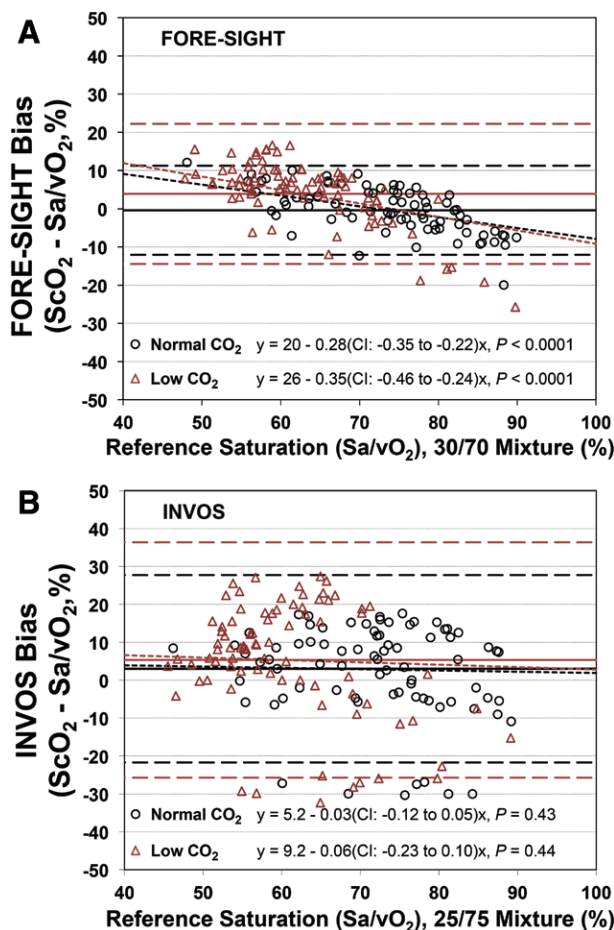 A
FORE-SIGHT
FORE-SIGHT Bias
(ScO₂ - Sa/vO₂,%)
50
40
30
20
10
0
-10
-20
-30
-40
-50
Normal CO₂ y = 20 - 0.28(CI: -0.35 to -0.22)x, P < 0.0001
Low CO₂ y = 26 - 0.35(CI: -0.46 to -0.24)x, P < 0.0001
40 50 60 70 80 90 100
Reference Saturation (Sa/vO₂), 30/70 Mixture (%)
B
INVOS
INVOS Bias
(ScO₂ - Sa/vO₂,%)
50
40
30
20
10
0
-10
-20
-30
-40
-50
Normal CO₂ y = 5.2 - 0.03(CI: -0.12 to 0.05)x, P = 0.43
Low CO₂ y = 9.2 - 0.06(CI: -0.23 to 0.10)x, P = 0.44
40 50 60 70 80 90 100
Reference Saturation (Sa/vO₂), 25/75 Mixture (%)